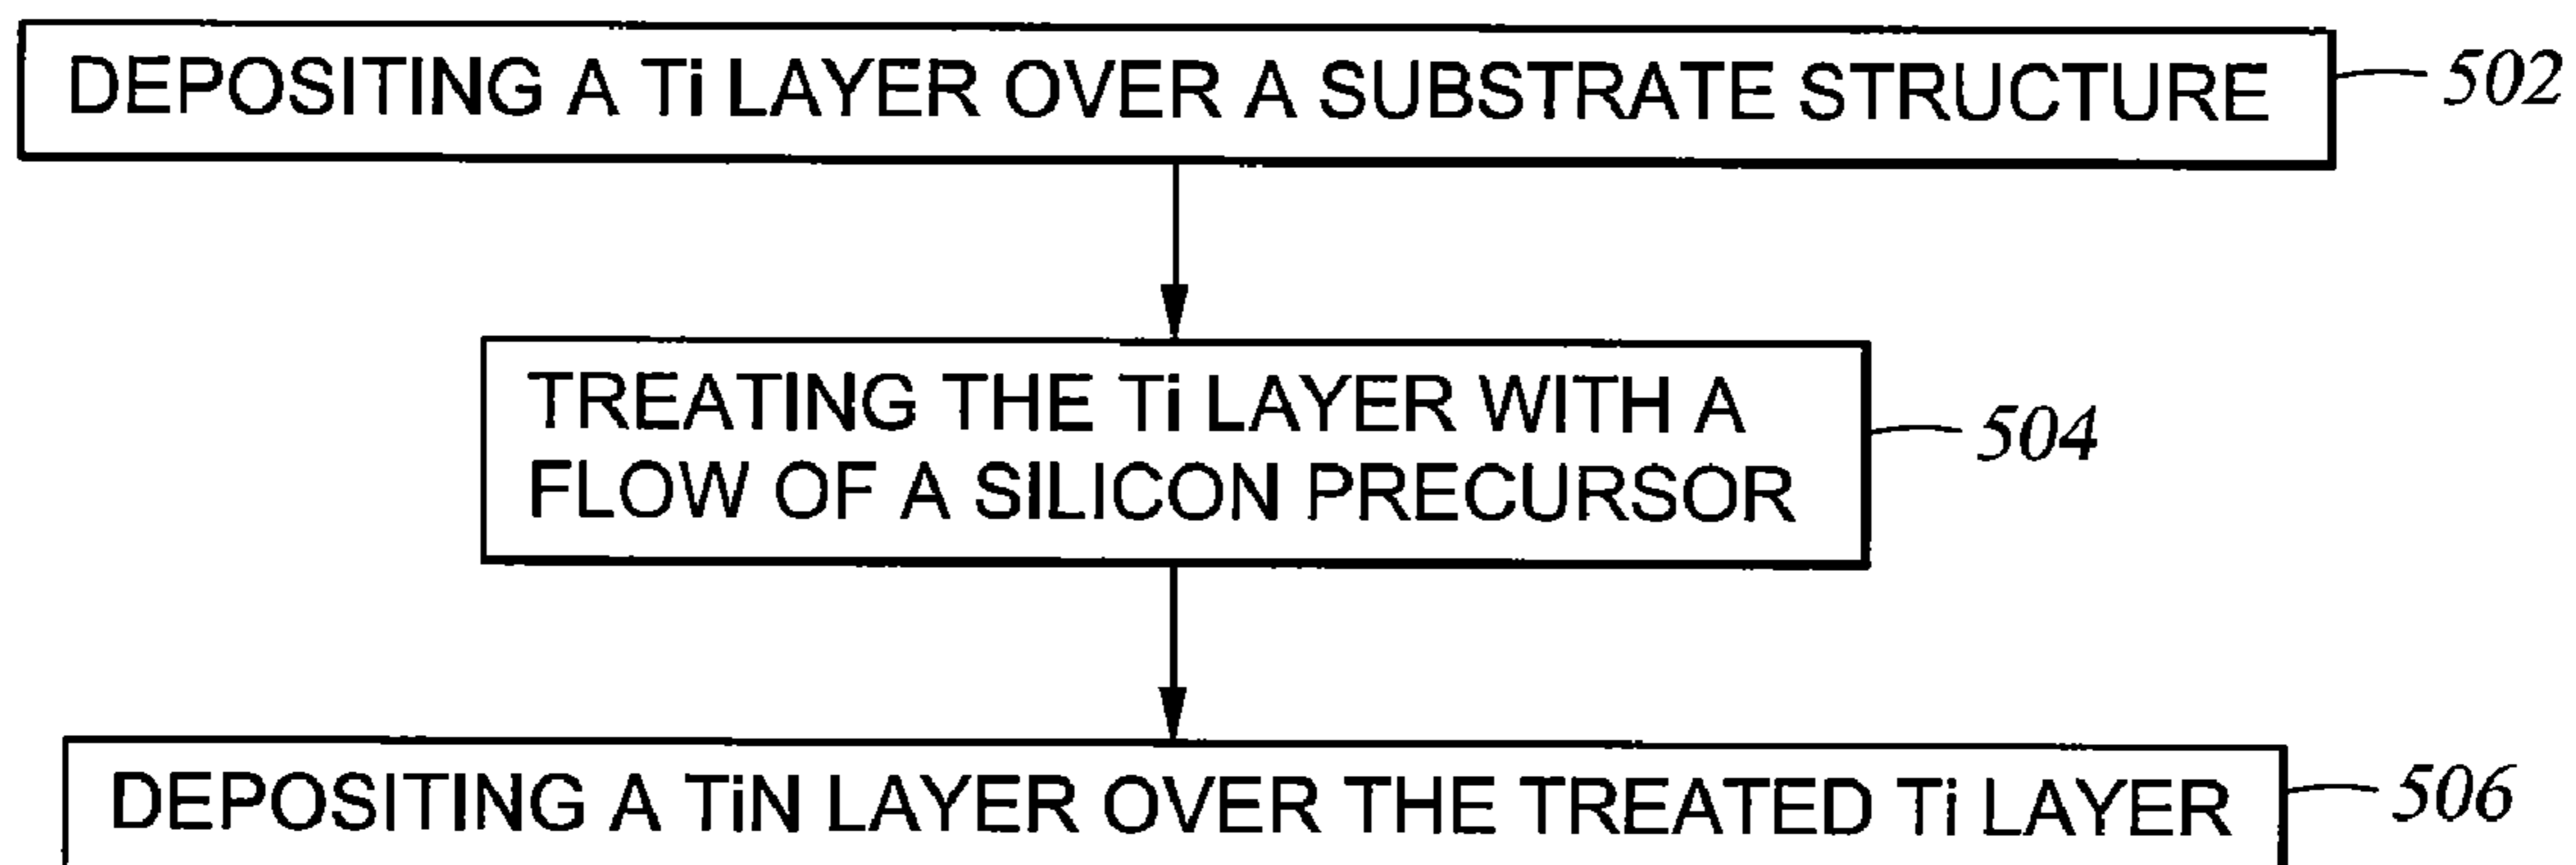 DEPOSITING A Ti LAYER OVER A SUBSTRATE STRUCTURE 502
TREATING THE Ti LAYER WITH A
FLOW OF A SILICON PRECURSOR 504
DEPOSITING A TiN LAYER OVER THE TREATED Ti LAYER 506